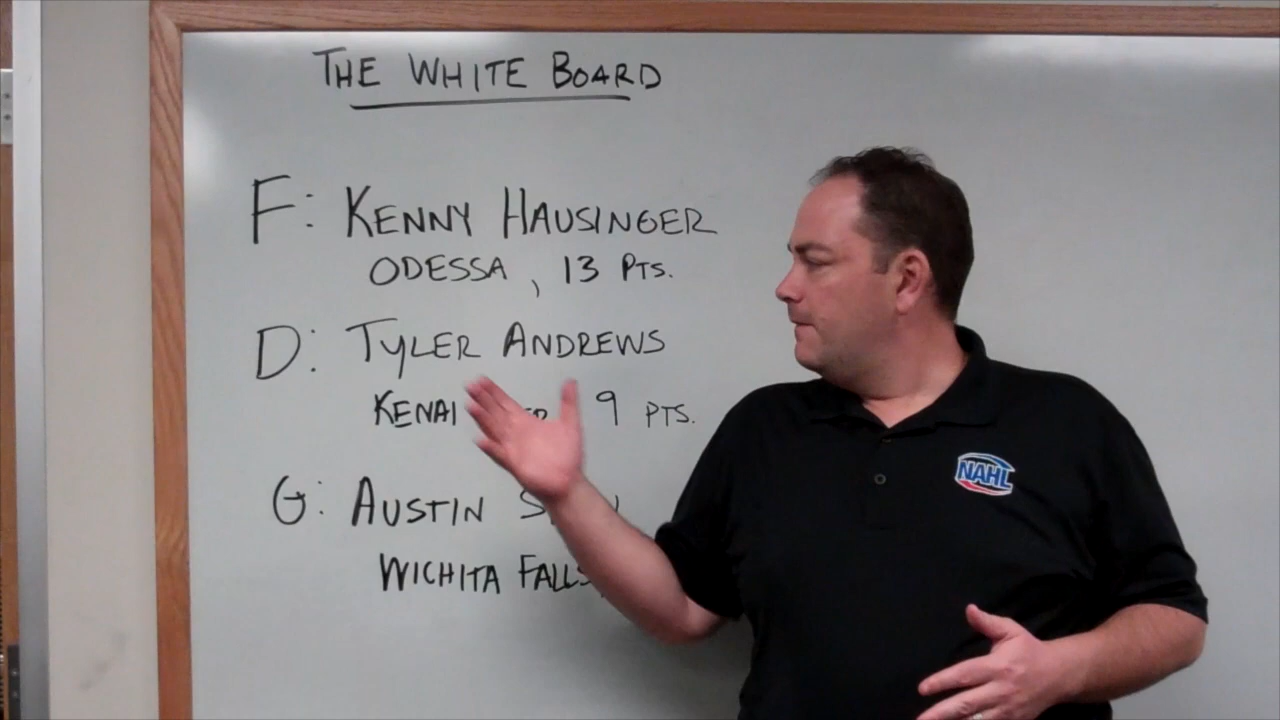 THE WHITE BOARD
F: KENNY HAUSINGER
ODESSA, 13 PTS.
D: TYLER ANDREWS
KENAI 9 PTS.
G: AUSTIN
WICHITA FALLS
NAHL